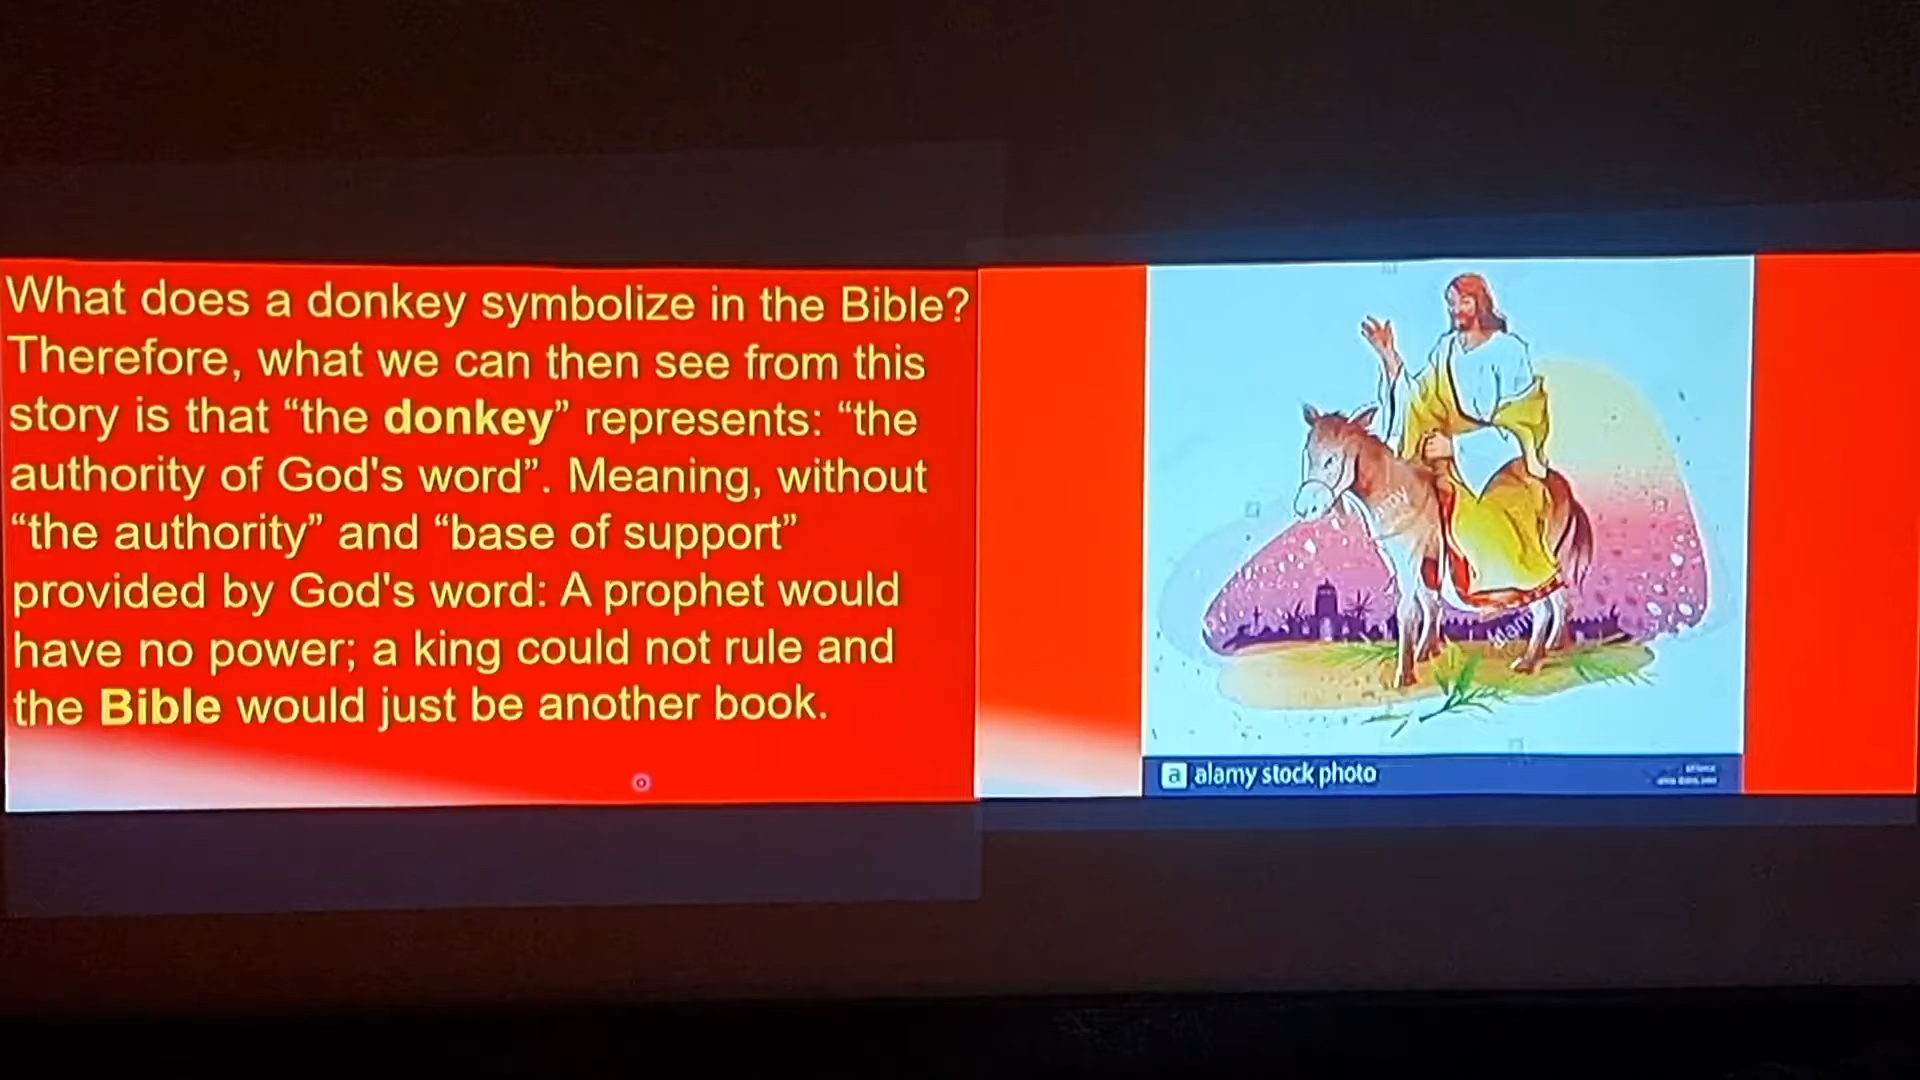 What does a donkey symbolize in the Bible?
Therefore, what we can then see from this
story is that “the donkey” represents: “the
authority of God's word”. Meaning, without
“the authority” and “base of support”
provided by God's word: A prophet would
have no power; a king could not rule and
the Bible would just be another book.
a alamy stock photo